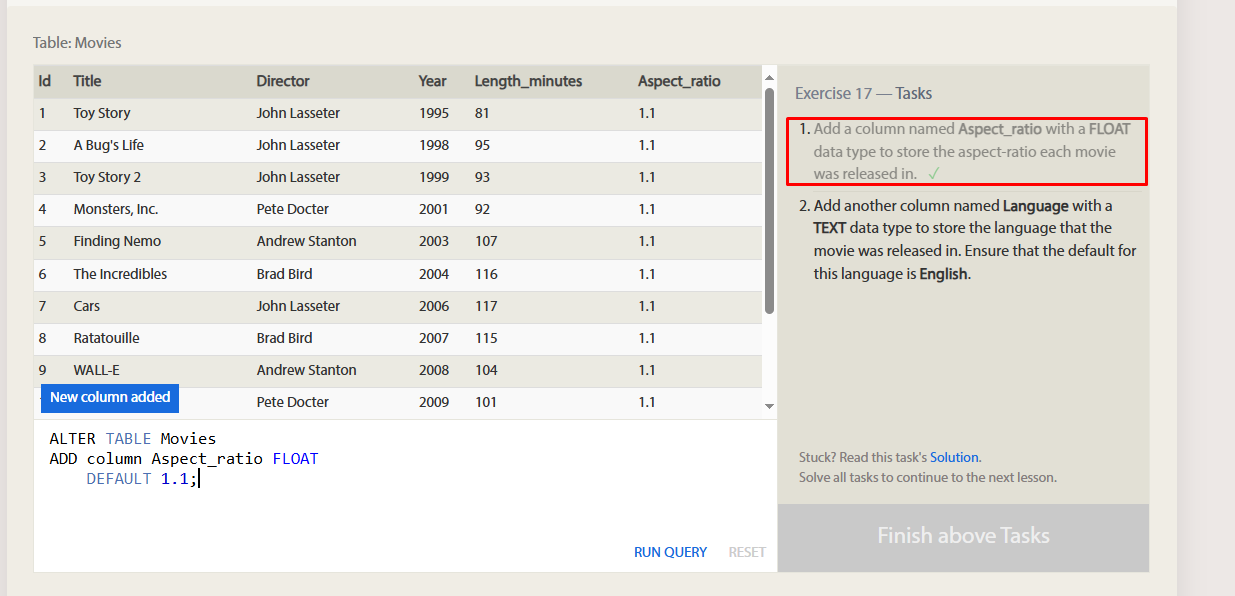 Table: Movies
Id Title Director Year Length_minutes Aspect_ratio
1 Toy Story John Lasseter 1995 81 1.1
2 A Bug's Life John Lasseter 1998 95 1.1
3 Toy Story 2 John Lasseter 1999 93 1.1
4 Monsters, Inc. Pete Docter 2001 92 1.1
5 Finding Nemo Andrew Stanton 2003 107 1.1
6 The Incredibles Brad Bird 2004 116 1.1
7 Cars John Lasseter 2006 117 1.1
8 Ratatouille Brad Bird 2007 115 1.1
9 WALL-E Andrew Stanton 2008 104 1.1
Pete Docter 2009 101 1.1
New column added
ALTER TABLE Movies
ADD column Aspect_ratio FLOAT
DEFAULT 1.1;
RUN QUERY RESET
Exercise 17 — Tasks
1. Add a column named Aspect_ratio with a FLOAT
data type to store the aspect-ratio each movie
was released in. ✓
2. Add another column named Language with a
TEXT data type to store the language that the
movie was released in. Ensure that the default for
this language is English.
Stuck? Read this task's Solution.
Solve all tasks to continue to the next lesson.
Finish above Tasks